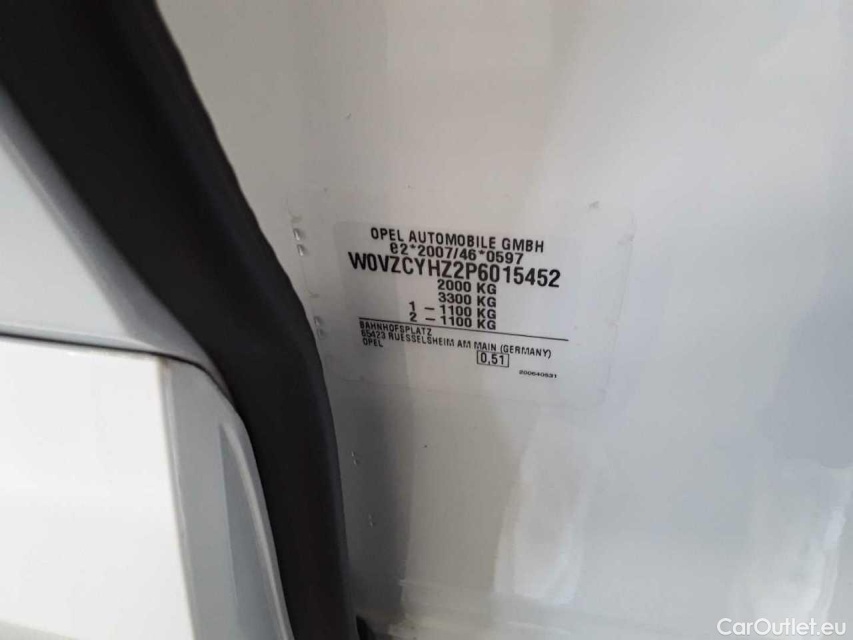 OPEL AUTOMOBILE GMBH
e2*2007/46*0597
W0VZCYHZ2P6015452
2000 KG
3300 KG
1 - 1100 KG
2 - 1100 KG
BAHNHOFSPLATZ
65423 RUESSELSHEIM AM MAIN (GERMANY)
OPEL
0,51
200640531
CarOutlet.eu